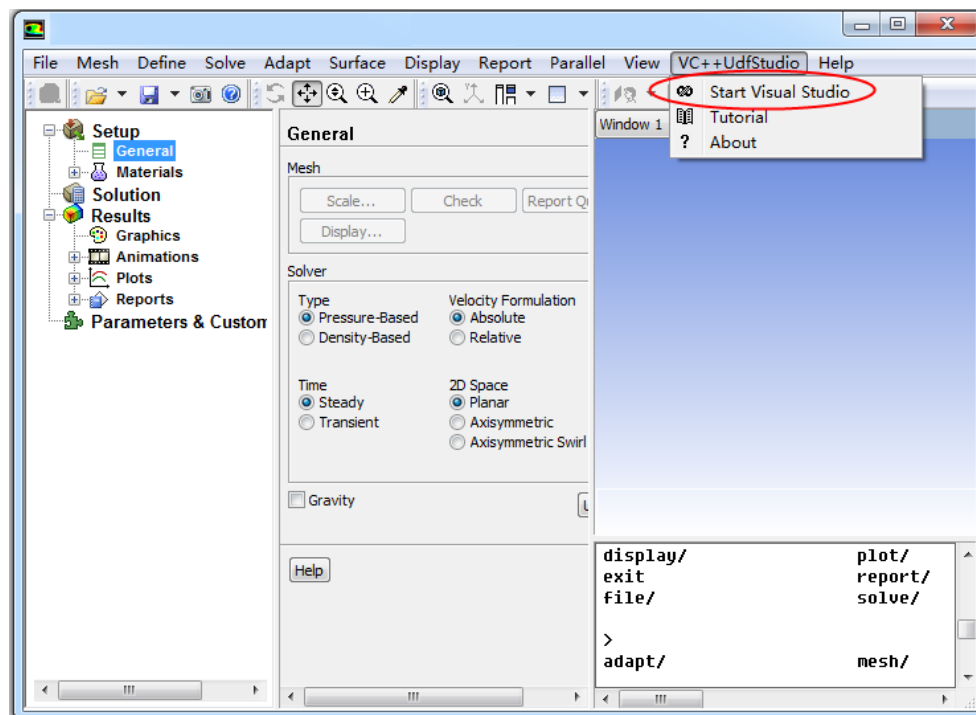 File Mesh Define Solve Adapt Surface Display Report Parallel View VC++UdfStudio Help
Start Visual Studio
Tutorial
? About
Setup
General
Materials
Solution
Results
Graphics
Animations
Plots
Reports
Parameters & Custom
General
Mesh
Scale... Check Report Qu
Display...
Solver
Type Velocity Formulation
Pressure-Based Absolute
Density-Based Relative
Time 2D Space
Steady Planar
Transient Axisymmetric
Axisymmetric Swirl
Gravity
Help
Window 1
display/ plot/
exit report/
file/ solve/
>
adapt/ mesh/